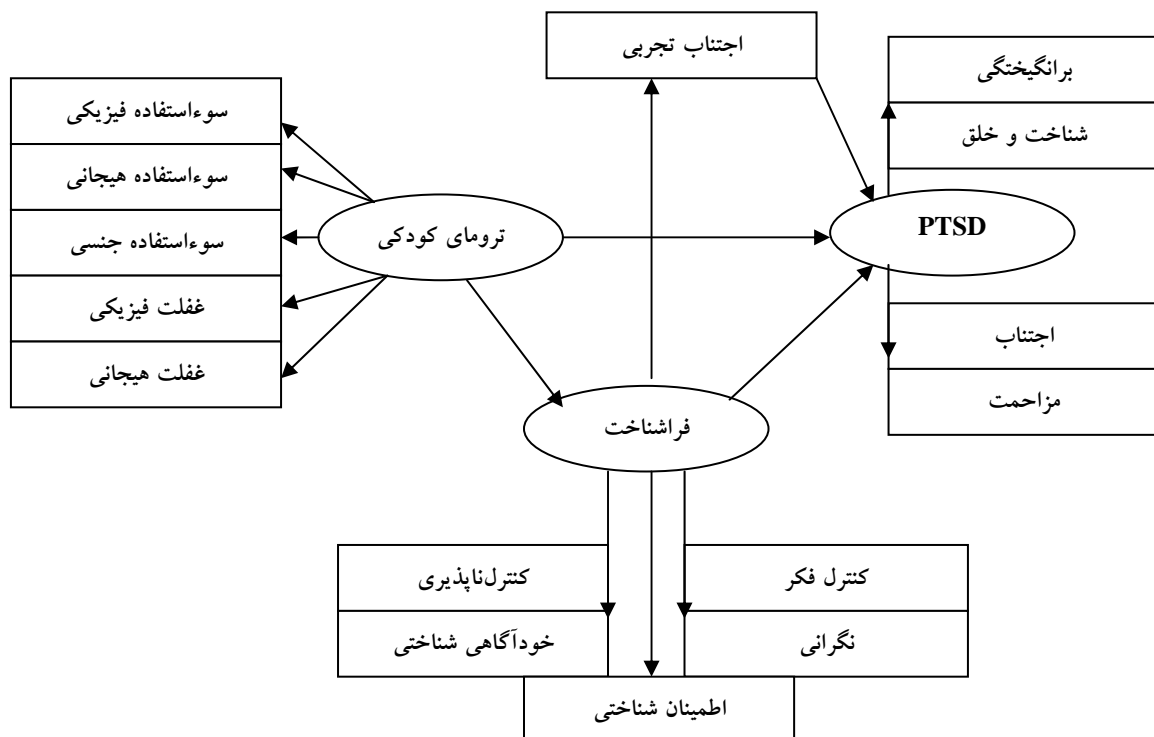 اجتناب تجربی
برانگیختگی
شناخت و خلق
PTSD
اجتناب
مزاحمت
سوءاستفاده فیزیکی
سوءاستفاده هیجانی
سوءاستفاده جنسی
غفلت فیزیکی
غفلت هیجانی
ترومای کودکی
فراشناخت
کنترل فکر
نگرانی
کنترل‌ناپذیری
خودآگاهی شناختی
اطمینان شناختی